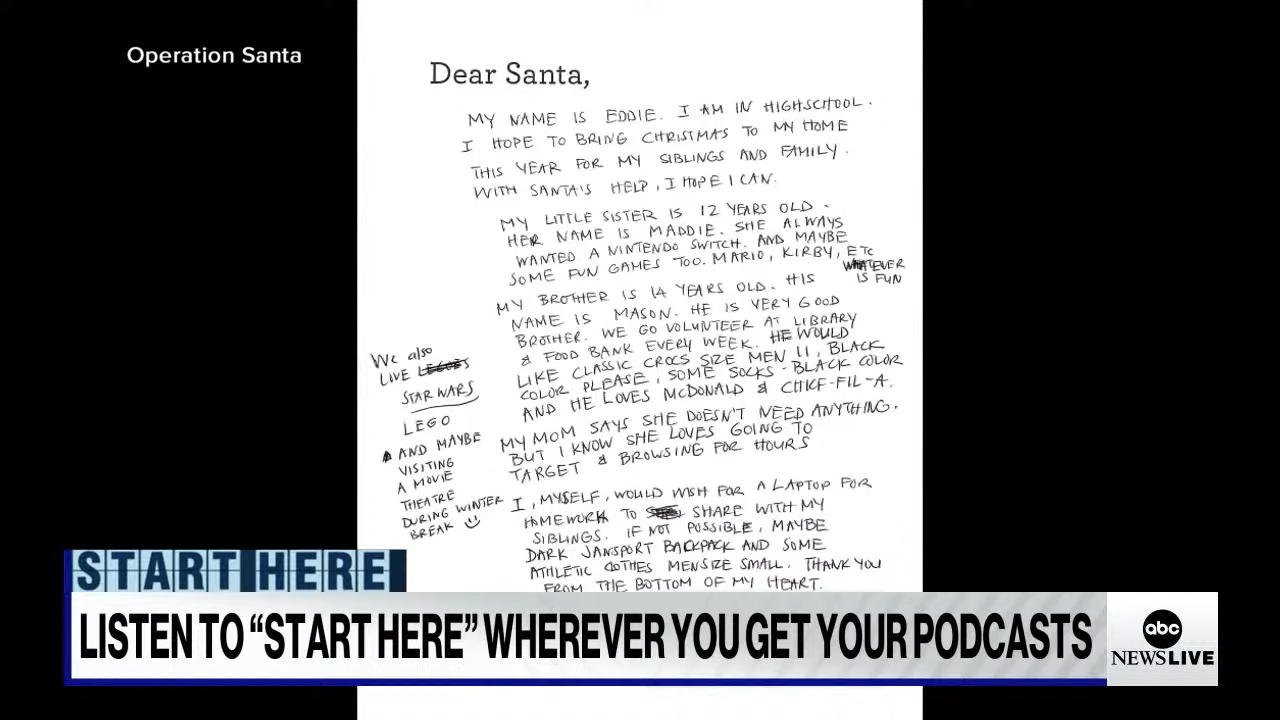 Operation Santa
Dear Santa,
MY NAME IS EDDIE. I AM IN HIGHSCHOOL.
I HOPE TO BRING CHRISTMAS TO MY HOME
THIS YEAR FOR MY SIBLINGS AND FAMILY.
WITH SANTA'S HELP, I HOPE I CAN.
MY LITTLE SISTER IS 12 YEARS OLD.
HER NAME IS MADDIE. SHE ALWAYS
WANTED A NINTENDO SWITCH. AND MAYBE
SOME FUN GAMES TOO. MARIO, KIRBY, ETC
WHATEVER
IS FUN
MY BROTHER IS 14 YEARS OLD. HIS
NAME IS MASON. HE IS VERY GOOD
BROTHER. WE GO VOLUNTEER AT LIBRARY
& FOOD BANK EVERY WEEK. HE WOULD
LIKE CLASSIC CROCS SIZE MEN 11, BLACK
COLOR PLEASE, SOME SOCKS - BLACK COLOR
AND HE LOVES MCDONALD & CHICK-FIL-A.
MY MOM SAYS SHE DOESN'T NEED ANYTHING.
BUT I KNOW SHE LOVES GOING TO
TARGET & BROWSING FOR HOURS
I, MYSELF, WOULD WISH FOR A LAPTOP FOR
HOMEWORK TO SHARE WITH MY
SIBLINGS. IF NOT POSSIBLE, MAYBE
DARK JANSPORT BACKPACK AND SOME
ATHLETIC CLOTHES MEN SIZE SMALL. THANK YOU
FROM THE BOTTOM OF MY HEART.
We also
LIVE LEGOS
STAR WARS
LEGO
AND MAYBE
VISITING
A MOVIE
THEATRE
DURING WINTER
BREAK
START HERE
LISTEN TO “START HERE” WHEREVER YOU GET YOUR PODCASTS
abc
NEWS LIVE